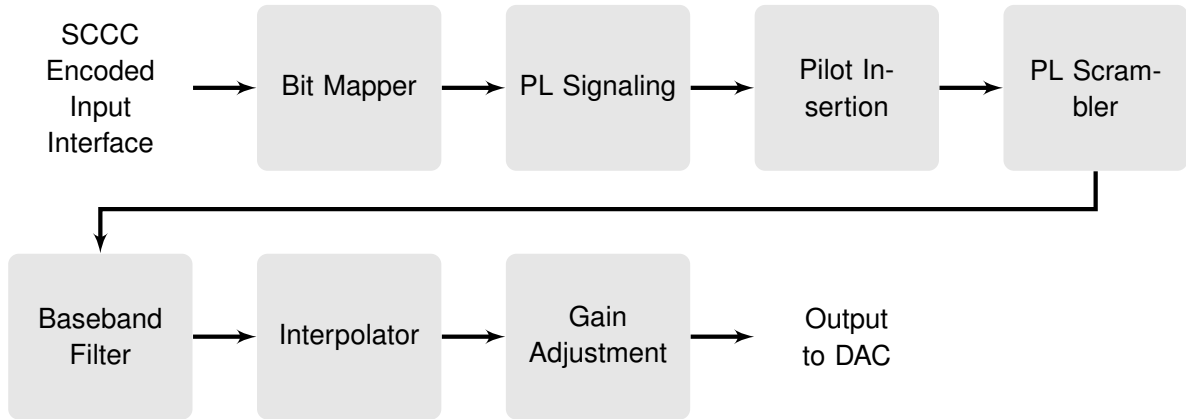 SCCC
Encoded
Input
Interface
Bit Mapper
PL Signaling
Pilot In-
sertion
PL Scram-
bler
Baseband
Filter
Interpolator
Gain
Adjustment
Output
to DAC